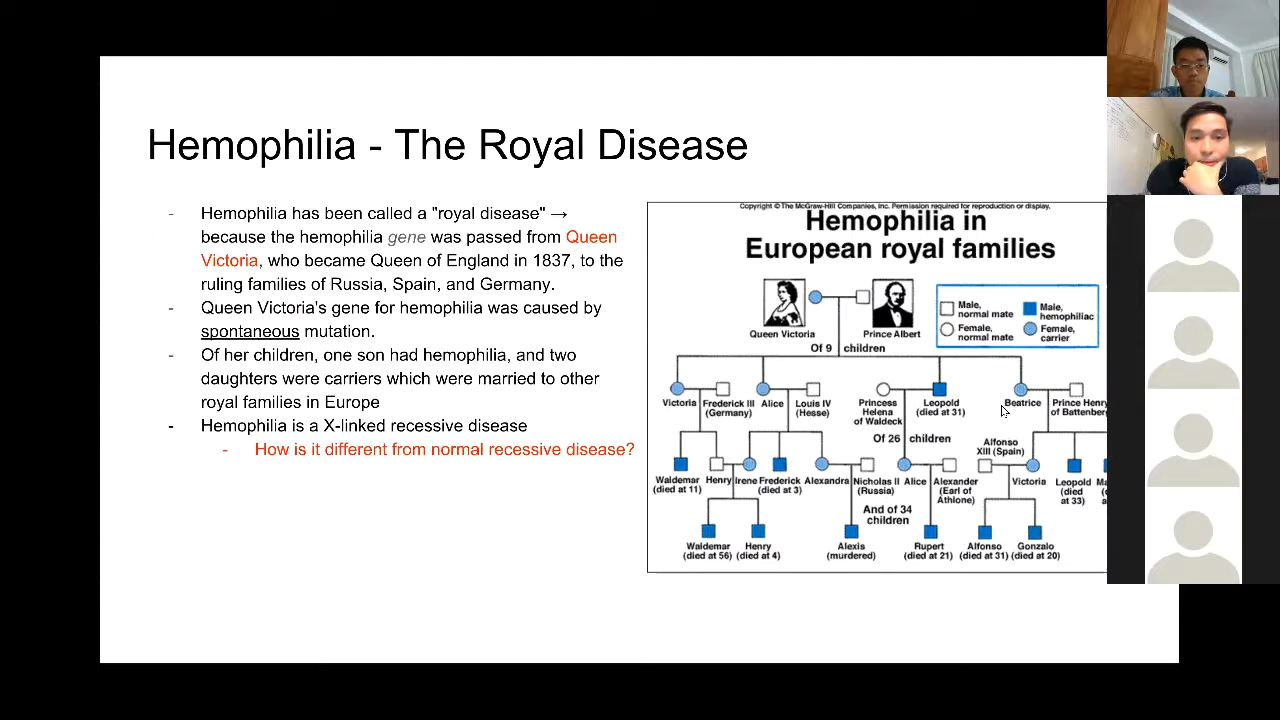 Hemophilia - The Royal Disease
- Hemophilia has been called a "royal disease" →
because the hemophilia gene was passed from Queen
Victoria, who became Queen of England in 1837, to the
ruling families of Russia, Spain, and Germany.
- Queen Victoria's gene for hemophilia was caused by
spontaneous mutation.
- Of her children, one son had hemophilia, and two
daughters were carriers which were married to other
royal families in Europe
- Hemophilia is a X-linked recessive disease
- How is it different from normal recessive disease?
Copyright © The McGraw-Hill Companies, Inc. Permission required for reproduction or display.
Hemophilia in
European royal families
Male,
normal mate
Male,
hemophiliac
Female,
normal mate
Female,
carrier
Queen Victoria
Prince Albert
Of 9 children
Victoria
Frederick III
(Germany)
Alice
Louis IV
(Hesse)
Princess
Helena
of Waldeck
Leopold
(died at 31)
Beatrice
Prince Henry
of Battenberg
Of 26 children
Alfonso
XIII (Spain)
Waldemar
(died at 11)
Henry
Irene
Frederick
(died at 3)
Alexandra
Nicholas II
(Russia)
Alice
Alexander
(Earl of
Athlone)
Victoria
Leopold
(died
at 33)
And of 34
children
Waldemar
(died at 56)
Henry
(died at 4)
Alexis
(murdered)
Rupert
(died at 21)
Alfonso
(died at 31)
Gonzalo
(died at 20)